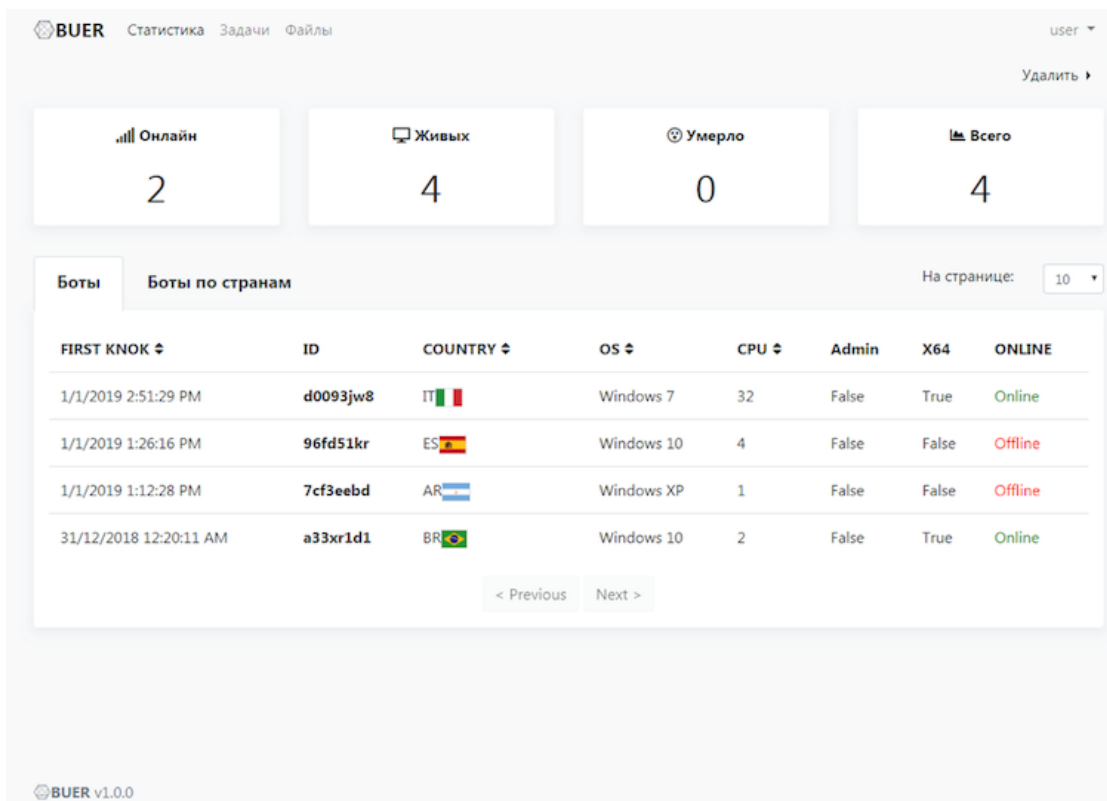 BUER Статистика Задачи Файлы user
Удалить
Онлайн Живых Умерло Всего
2 4 0 4
Боты Боты по странам На странице: 10
FIRST KNOK ID COUNTRY OS CPU Admin X64 ONLINE
1/1/2019 2:51:29 PM d0093jw8 IT Windows 7 32 False True Online
1/1/2019 1:26:16 PM 96fd51kr ES Windows 10 4 False False Offline
1/1/2019 1:12:28 PM 7cf3eebd AR Windows XP 1 False False Offline
31/12/2018 12:20:11 AM a33xr1d1 BR Windows 10 2 False True Online
< Previous Next >
BUER v1.0.0